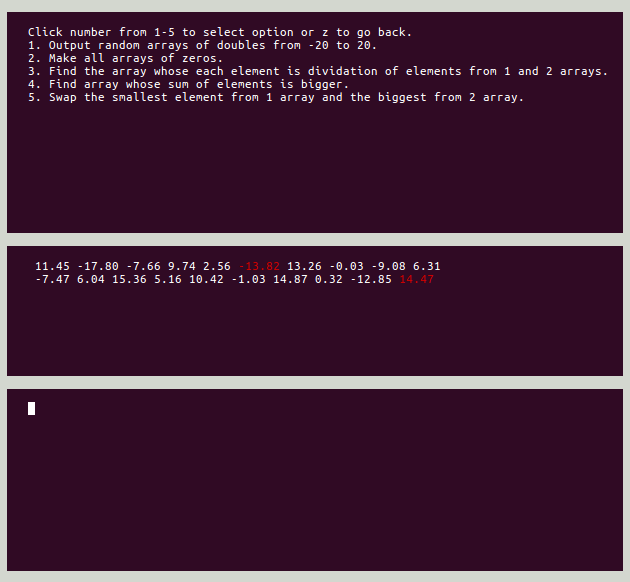 Click number from 1-5 to select option or z to go back.
1. Output random arrays of doubles from -20 to 20.
2. Make all arrays of zeros.
3. Find the array whose each element is dividation of elements from 1 and 2 arrays.
4. Find array whose sum of elements is bigger.
5. Swap the smallest element from 1 array and the biggest from 2 array.
11.45 -17.80 -7.66 9.74 2.56 -13.82 13.26 -0.03 -9.08 6.31
-7.47 6.04 15.36 5.16 10.42 -1.03 14.87 0.32 -12.85 14.47